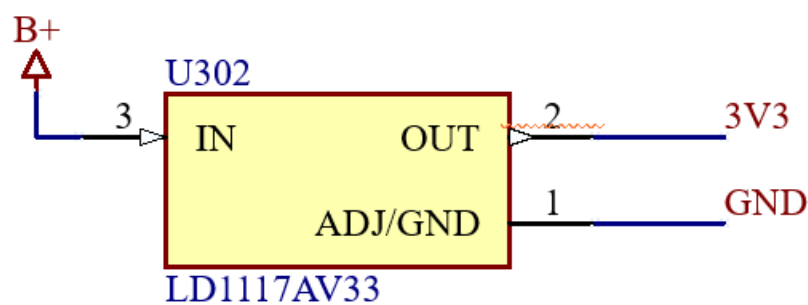 B+
U302
3 IN OUT 2 3V3
ADJ/GND 1 GND
LD1117AV33